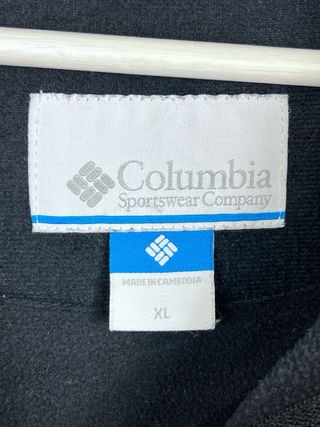 Columbia
Sportswear Company
MADE IN CAMBODIA
XL